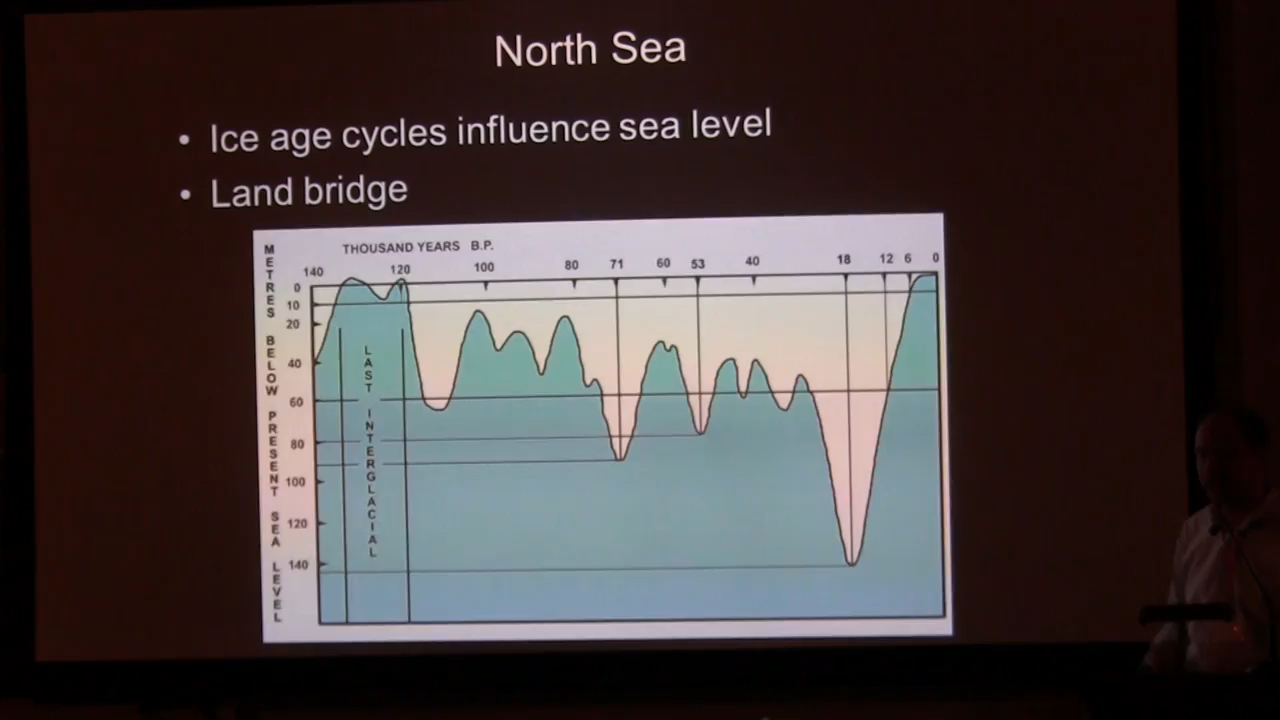 North Sea
• Ice age cycles influence sea level
• Land bridge
THOUSAND YEARS B.P.
140 120 100 80 71 60 53 40 18 12 6 0
METRES BELOW PRESENT SEA LEVEL
0
10
20
40
60
80
100
120
140
LAST INTERGLACIAL